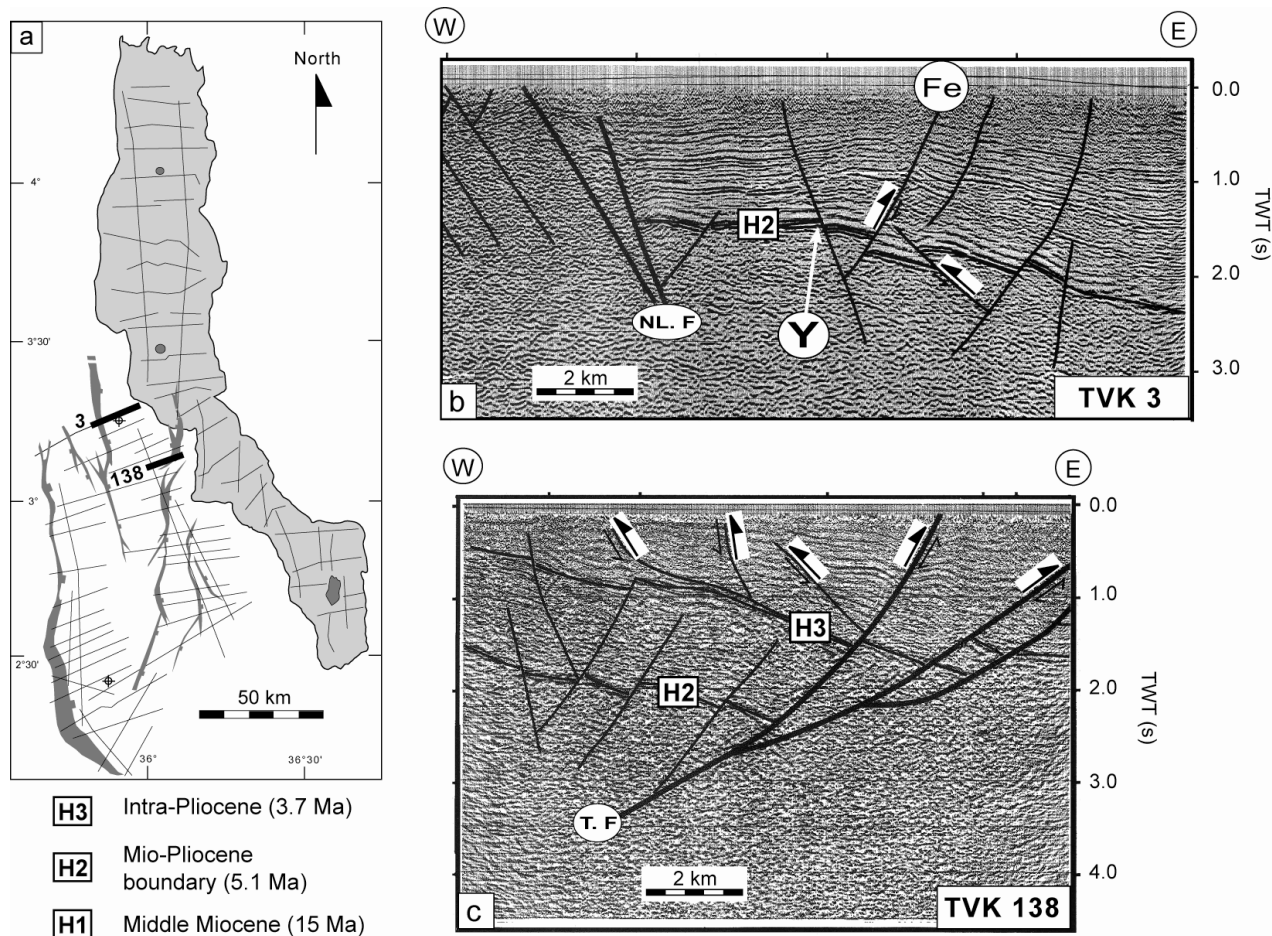 a
North
4°
3°30'
3
138
3°
2°30'
50 km
36°
36°30'
H3 Intra-Pliocene (3.7 Ma)
H2 Mio-Pliocene
boundary (5.1 Ma)
H1 Middle Miocene (15 Ma)
W
E
Fe
0.0
1.0
2.0
3.0
TWT (s)
H2
NL. F
Y
2 km
b
TVK 3
W
E
0.0
1.0
2.0
3.0
4.0
TWT (s)
H3
H2
T. F
2 km
c
TVK 138